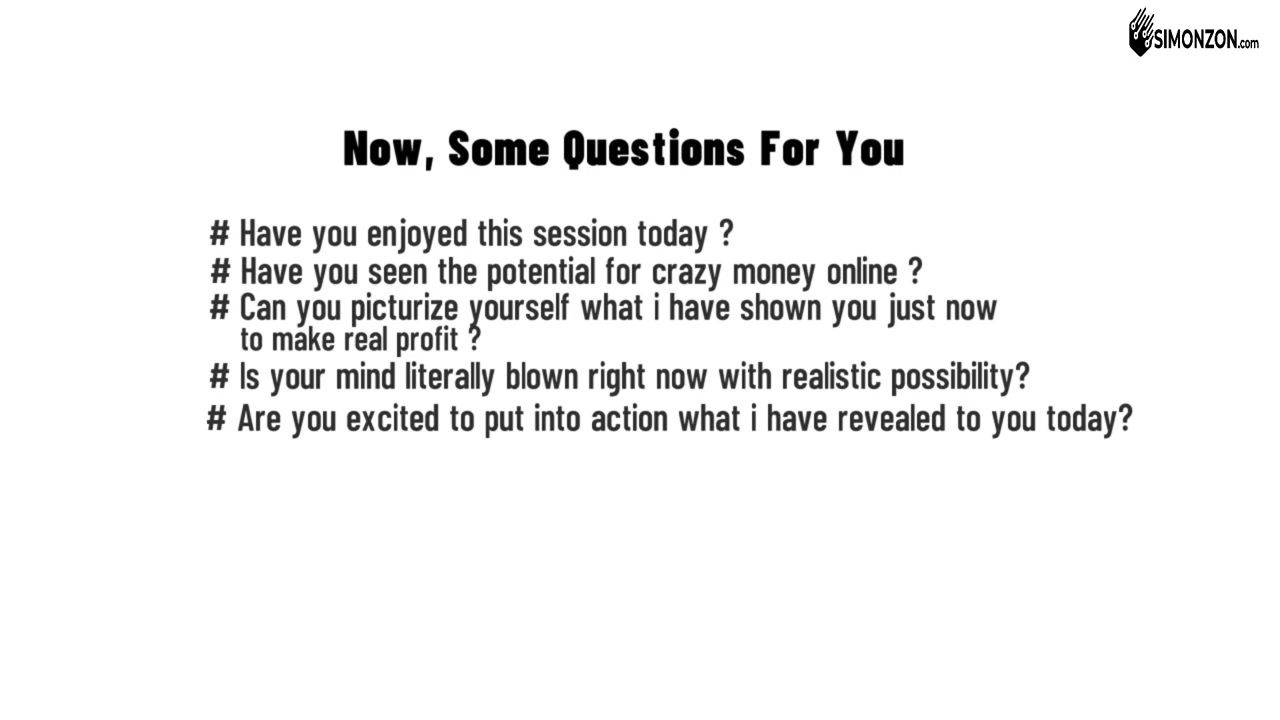 SIMONZON.com
Now, Some Questions For You
# Have you enjoyed this session today ?
# Have you seen the potential for crazy money online ?
# Can you picturize yourself what i have shown you just now
to make real profit ?
# Is your mind literally blown right now with realistic possibility?
# Are you excited to put into action what i have revealed to you today?